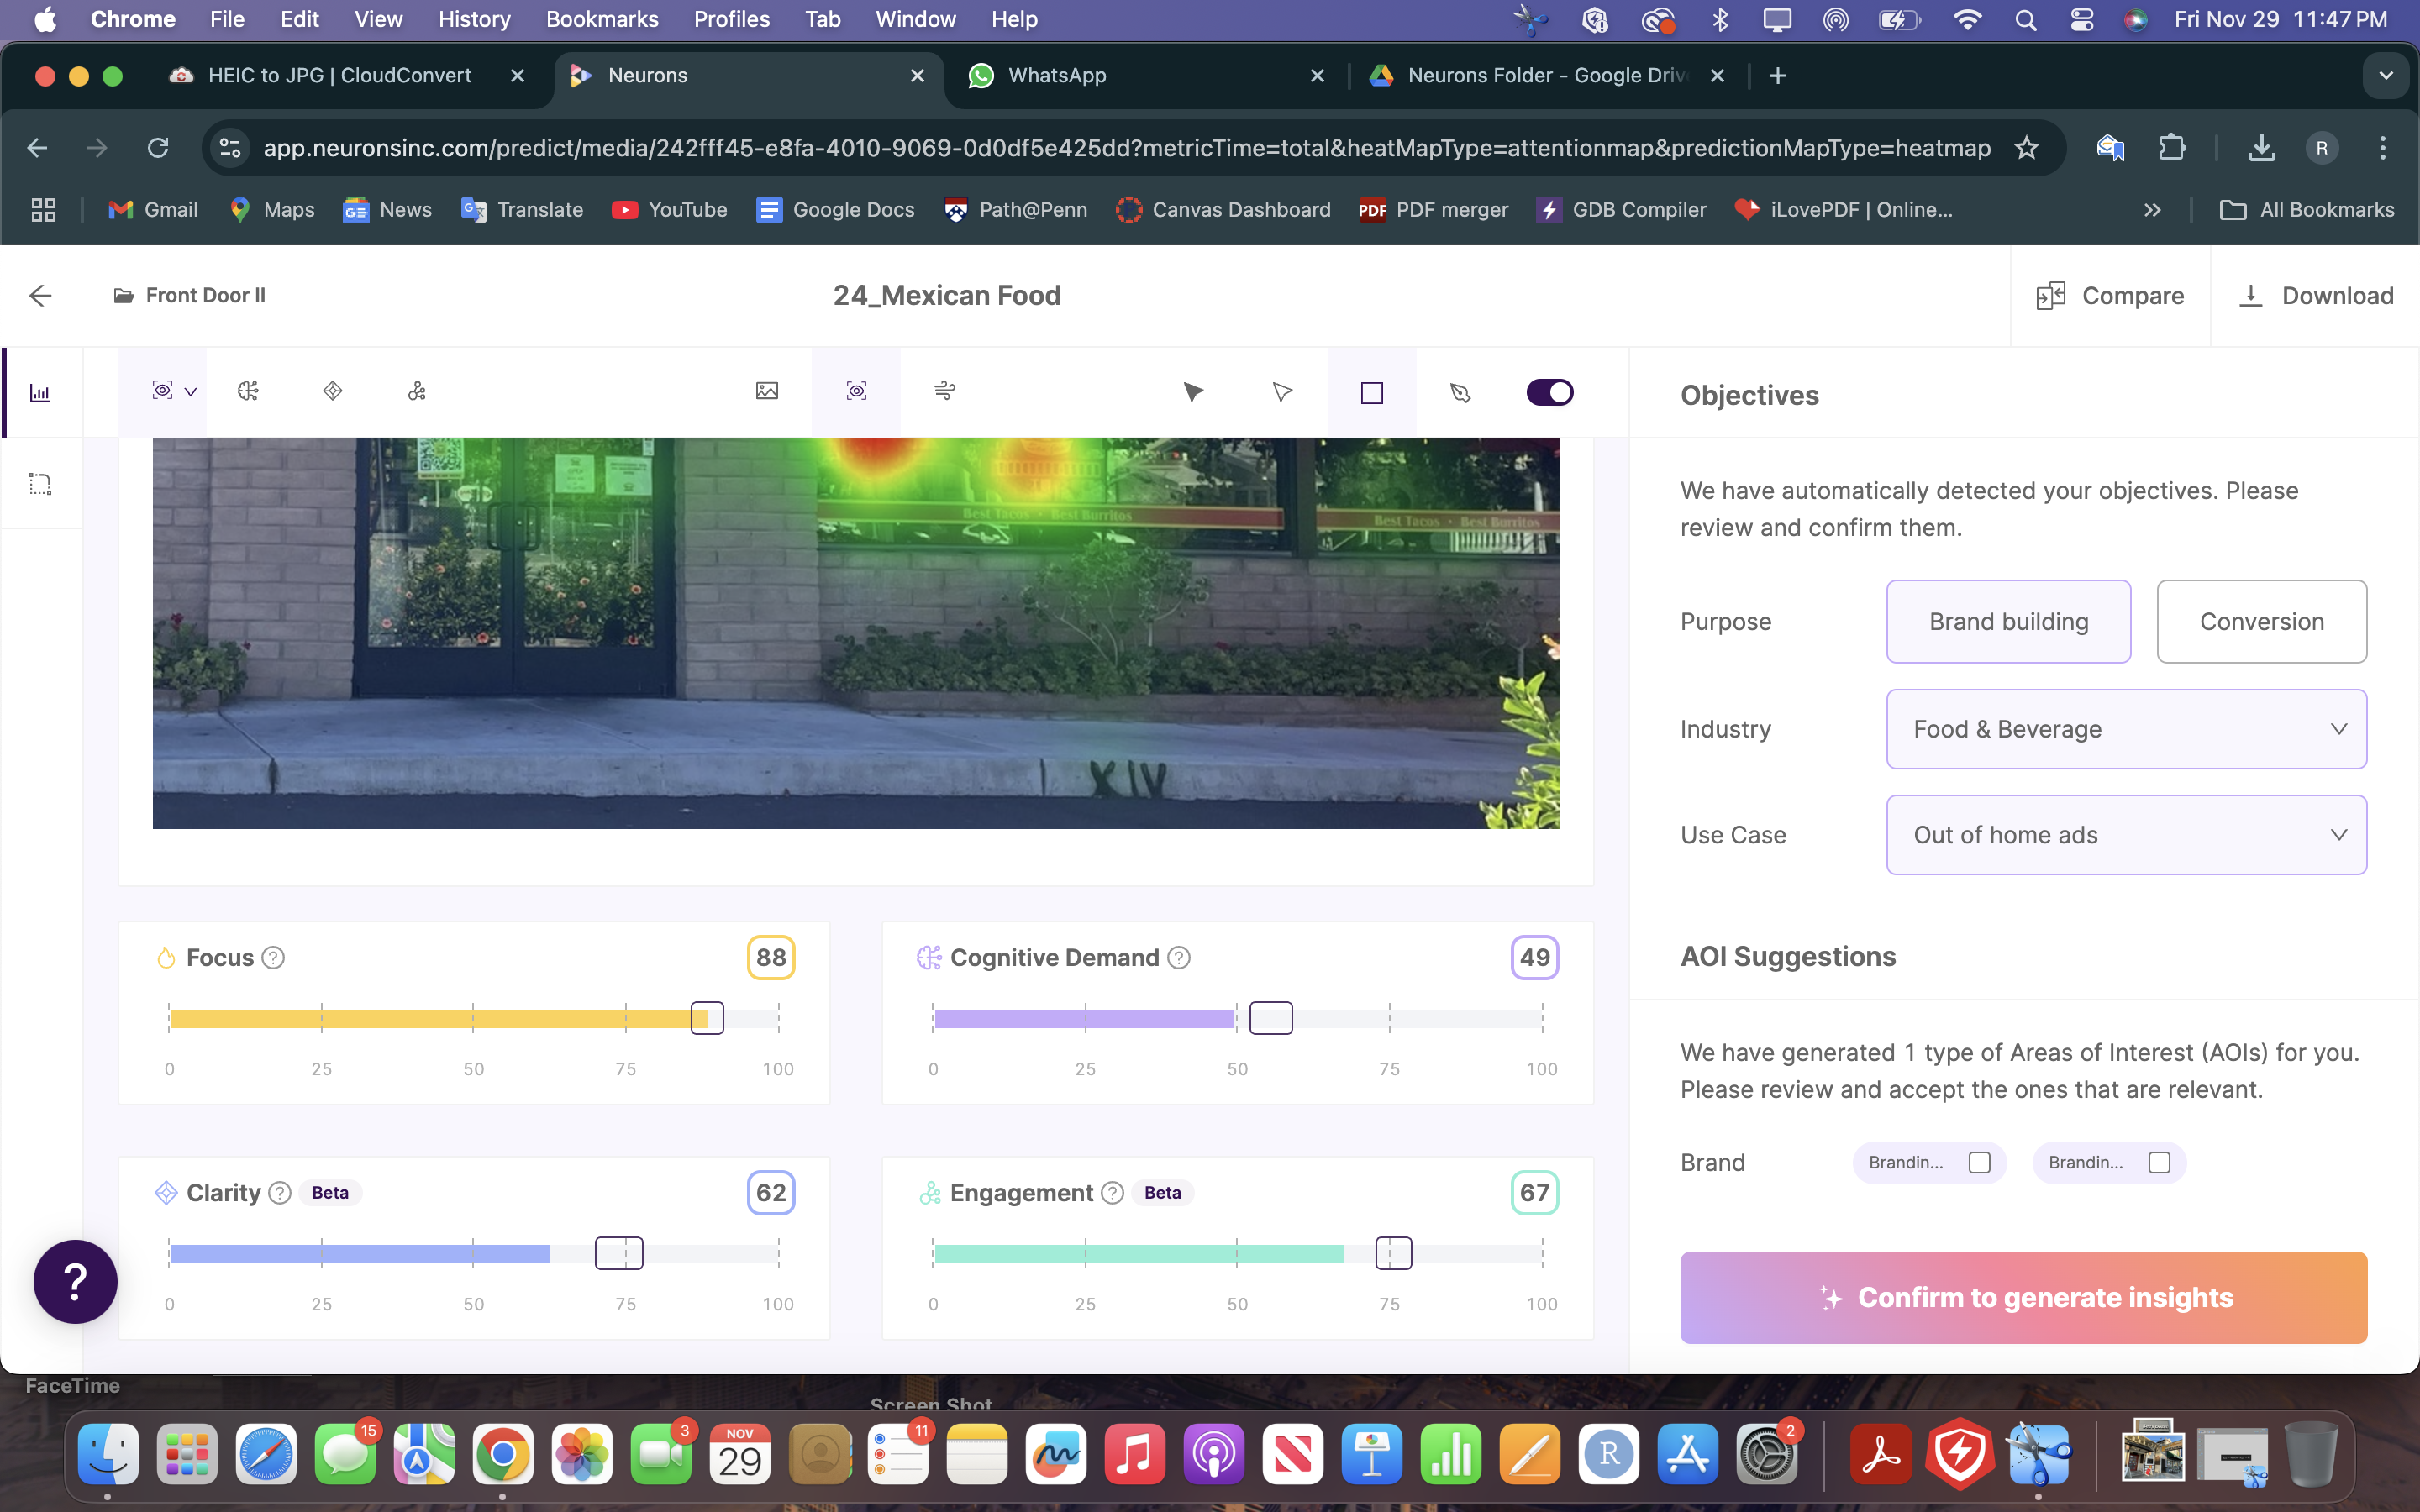 Chrome File Edit View History Bookmarks Profiles Tab Window Help Fri Nov 29 11:47 PM
HEIC to JPG | CloudConvert Neurons WhatsApp Neurons Folder - Google Driv
app.neuronsinc.com/predict/media/242fff45-e8fa-4010-9069-0d0df5e425dd?metricTime=total&heatMapType=attentionmap&predictionMapType=heatmap R
Gmail Maps News Translate YouTube Google Docs Path@Penn Canvas Dashboard PDF PDF merger GDB Compiler iLovePDF | Online... All Bookmarks
Front Door II 24_Mexican Food Compare Download
Objectives
We have automatically detected your objectives. Please
review and confirm them.
Best Tacos • Best Burritos Best Tacos • Best Burritos
Purpose Brand building Conversion
Industry Food & Beverage
Use Case Out of home ads
XIV
Focus ? 88
0 25 50 75 100
Cognitive Demand ? 49
0 25 50 75 100
AOI Suggestions
We have generated 1 type of Areas of Interest (AOIs) for you.
Please review and accept the ones that are relevant.
Brand Brandin... Brandin...
Clarity ? Beta 62
0 25 50 75 100
Engagement ? Beta 67
0 25 50 75 100
?
Confirm to generate insights
FaceTime
Screen Shot
15 3 NOV 29 11 R 2